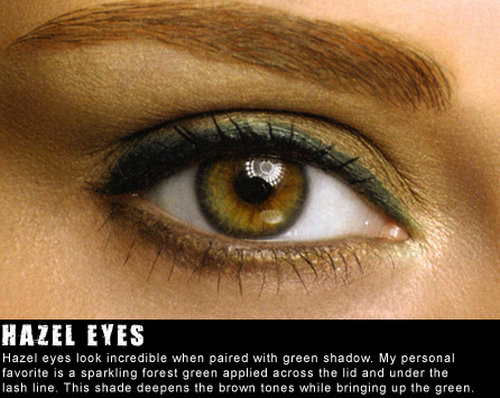 HAZEL EYES
Hazel eyes look incredible when paired with green shadow. My personal
favorite is a sparkling forest green applied across the lid and under the
lash line. This shade deepens the brown tones while bringing up the green.